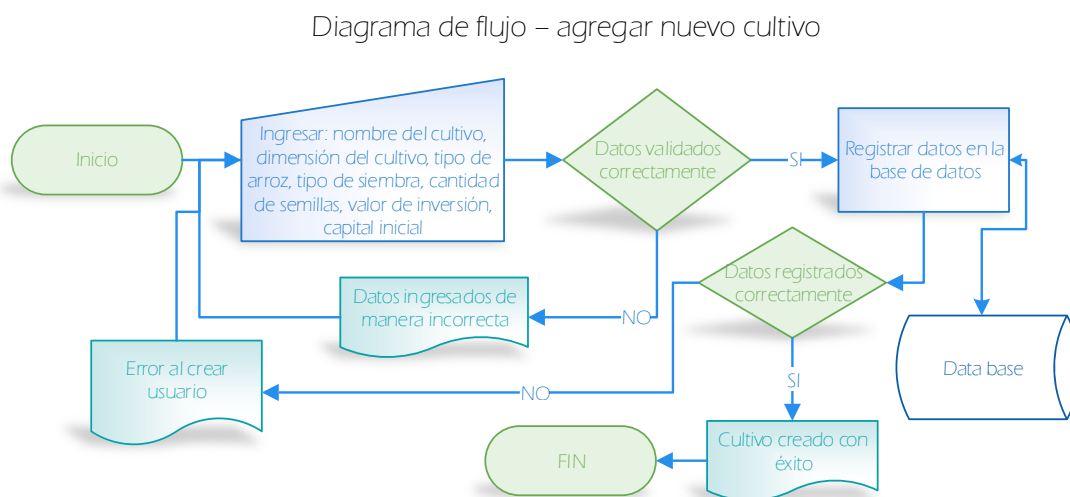 Diagrama de flujo – agregar nuevo cultivo
Inicio
Ingresar: nombre del cultivo,
dimensión del cultivo, tipo de
arroz, tipo de siembra, cantidad
de semillas, valor de inversión,
capital inicial
Datos validados
correctamente
SI
Registrar datos en la
base de datos
Datos registrados
correctamente
Datos ingresados de
manera incorrecta
NO
Error al crear
usuario
NO
SI
Data base
Cultivo creado con
éxito
FIN